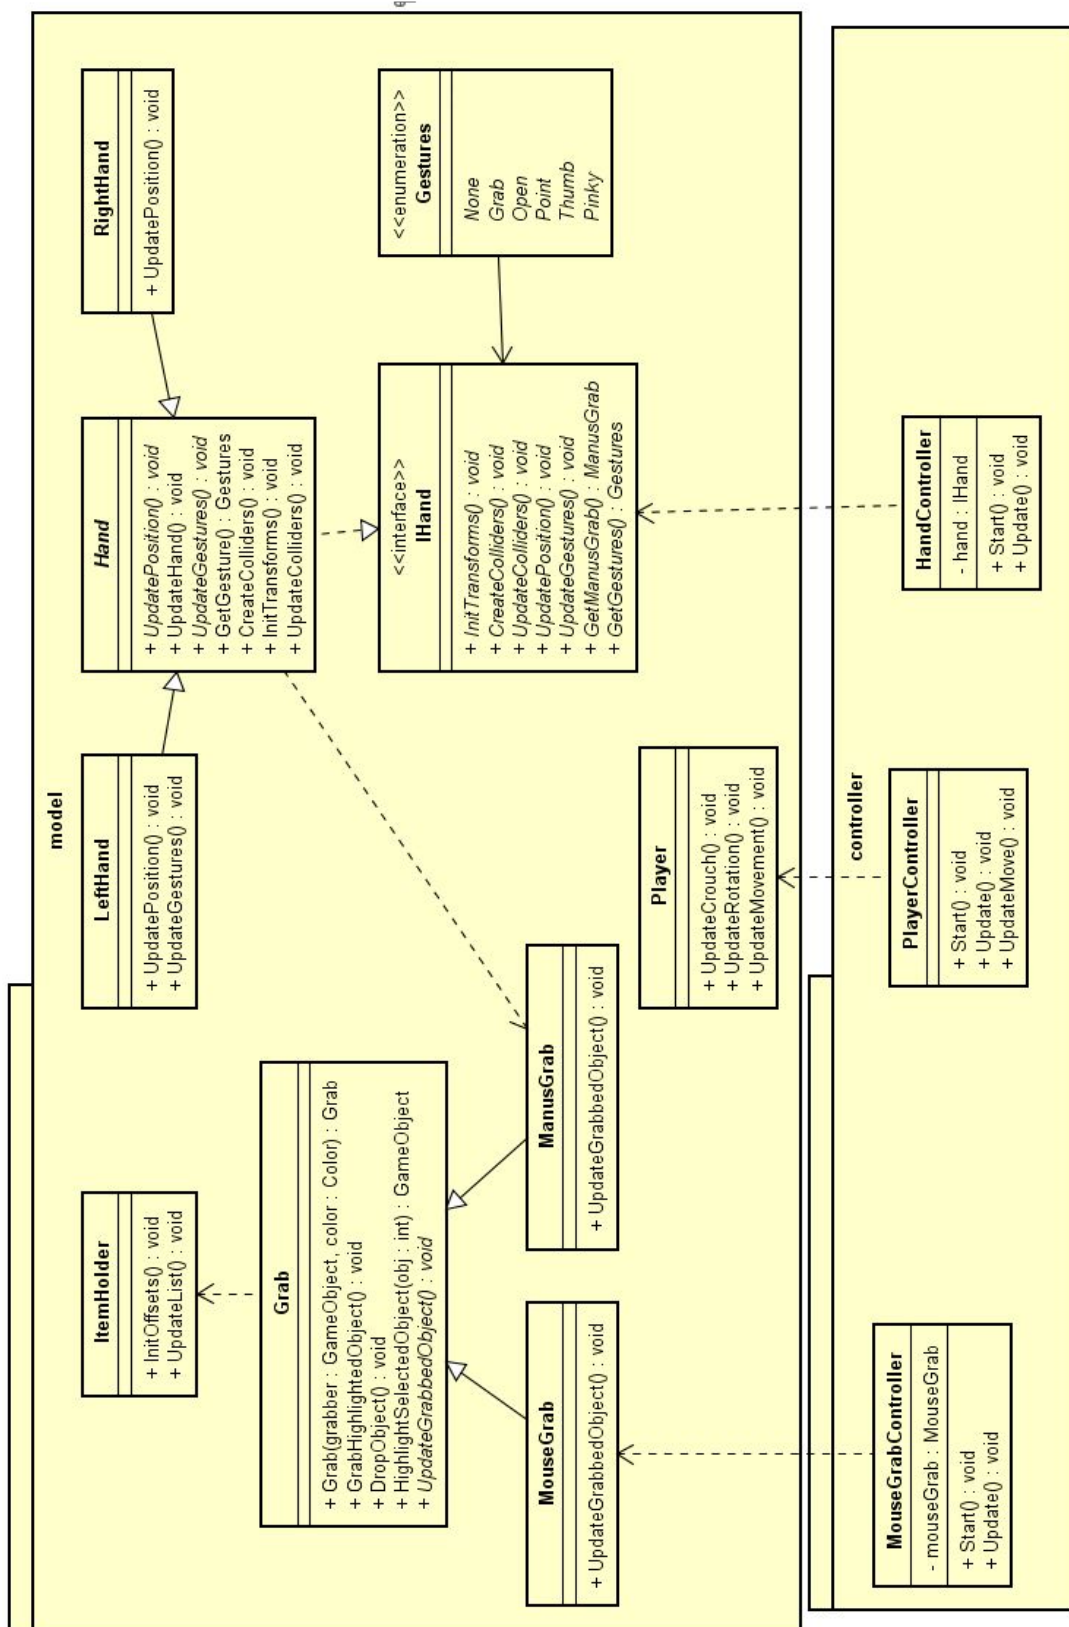 model
ItemHolder
+ InitOffsets() : void
+ UpdateList() : void
LeftHand
+ UpdatePosition() : void
+ UpdateGestures() : void
Hand
+ UpdatePosition() : void
+ UpdateHand() : void
+ UpdateGestures() : void
+ GetGesture() : Gestures
+ CreateColliders() : void
+ InitTransforms() : void
+ UpdateColliders() : void
RightHand
+ UpdatePosition() : void
Grab
+ Grab(grabber : GameObject, color : Color) : Grab
+ GrabHighlightedObject() : void
+ DropObject() : void
+ HighlightSelectedObject(obj : int) : GameObject
+ UpdateGrabbedObject() : void
<<interface>>
IHand
+ InitTransforms() : void
+ CreateColliders() : void
+ UpdateColliders() : void
+ UpdatePosition() : void
+ UpdateGestures() : void
+ GetManusGrab() : ManusGrab
+ GetGestures() : Gestures
<<enumeration>>
Gestures
None
Grab
Open
Point
Thumb
Pinky
MouseGrab
+ UpdateGrabbedObject() : void
ManusGrab
+ UpdateGrabbedObject() : void
Player
+ UpdateCrouch() : void
+ UpdateRotation() : void
+ UpdateMovement() : void
controller
MouseGrabController
- mouseGrab : MouseGrab
+ Start() : void
+ Update() : void
PlayerController
+ Start() : void
+ Update() : void
+ UpdateMove() : void
HandController
- hand : IHand
+ Start() : void
+ Update() : void